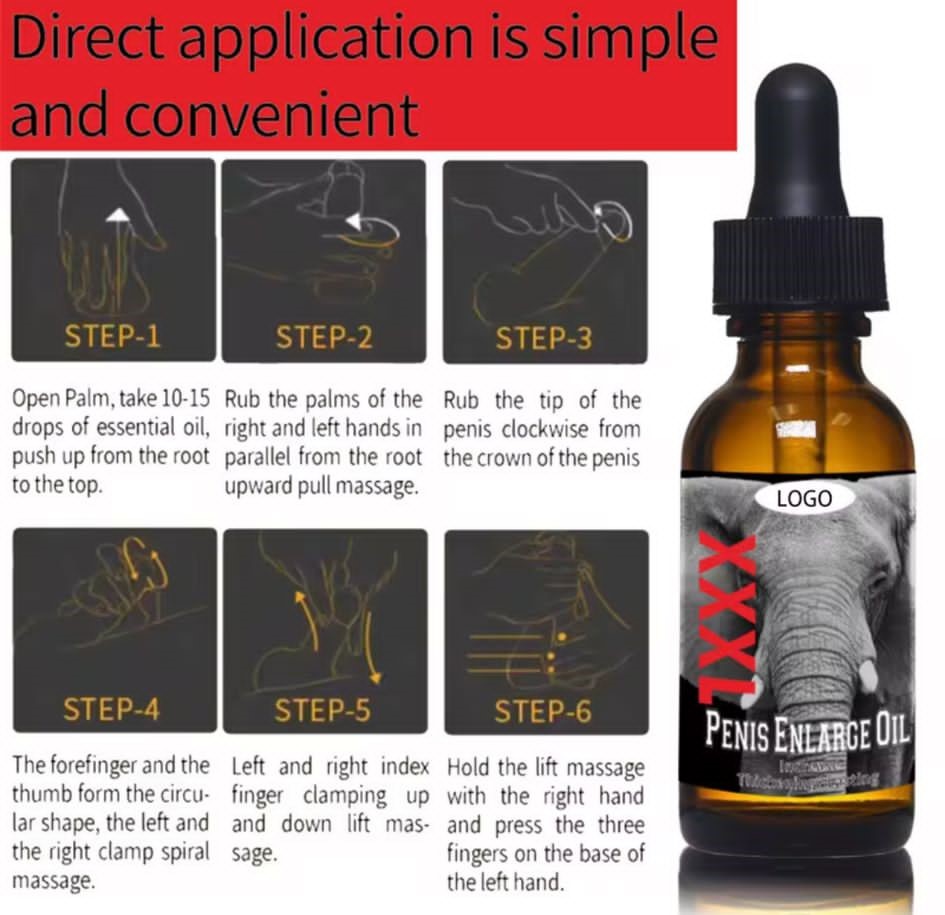 Direct application is simple
and convenient
STEP-1
STEP-2
STEP-3
Open Palm, take 10-15
drops of essential oil,
push up from the root
to the top.
Rub the palms of the
right and left hands in
parallel from the root
upward pull massage.
Rub the tip of the
penis clockwise from
the crown of the penis
STEP-4
STEP-5
STEP-6
The forefinger and the
thumb form the circu-
lar shape, the left and
the right clamp spiral
massage.
Left and right index
finger clamping up
and down lift mas-
sage.
Hold the lift massage
with the right hand
and press the three
fingers on the base of
the left hand.
LOGO
XXXL
PENIS ENLARGE OIL